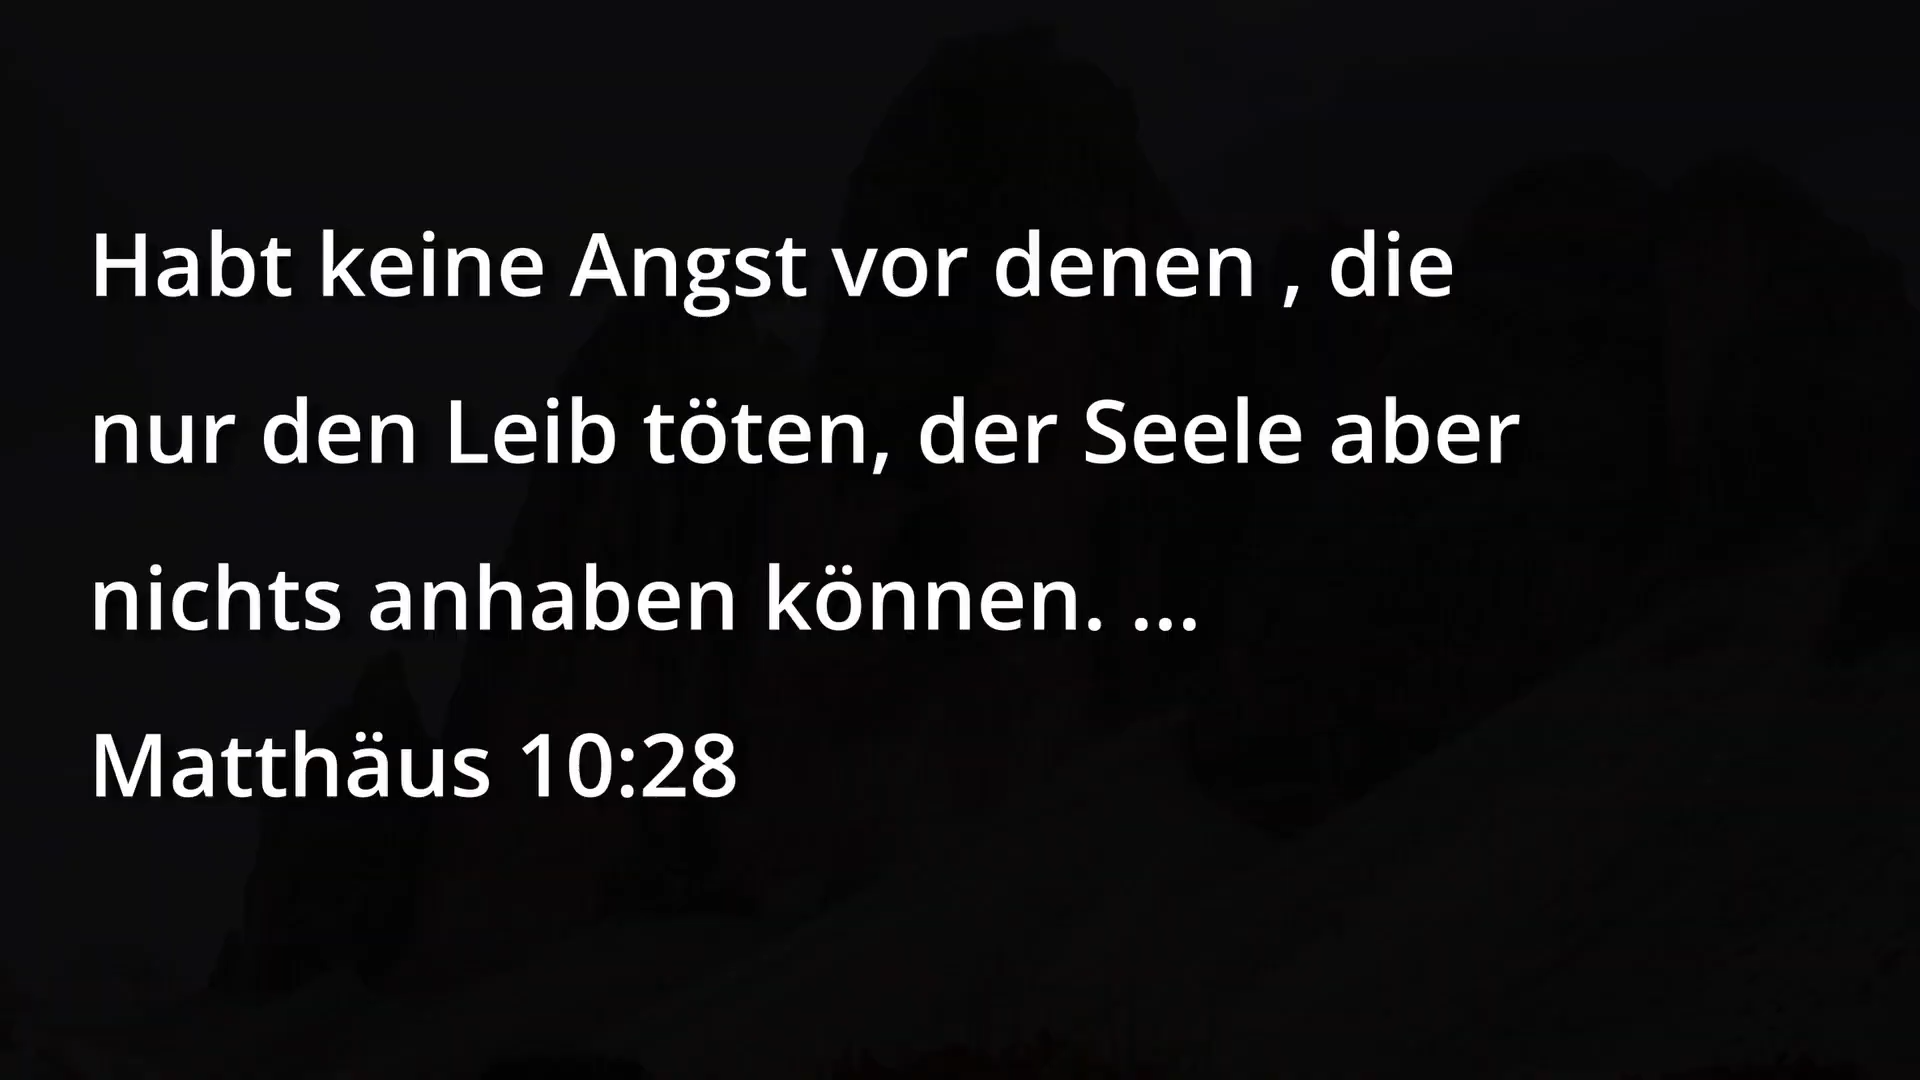 Habt keine Angst vor denen , die
nur den Leib töten, der Seele aber
nichts anhaben können. ...
Matthäus 10:28